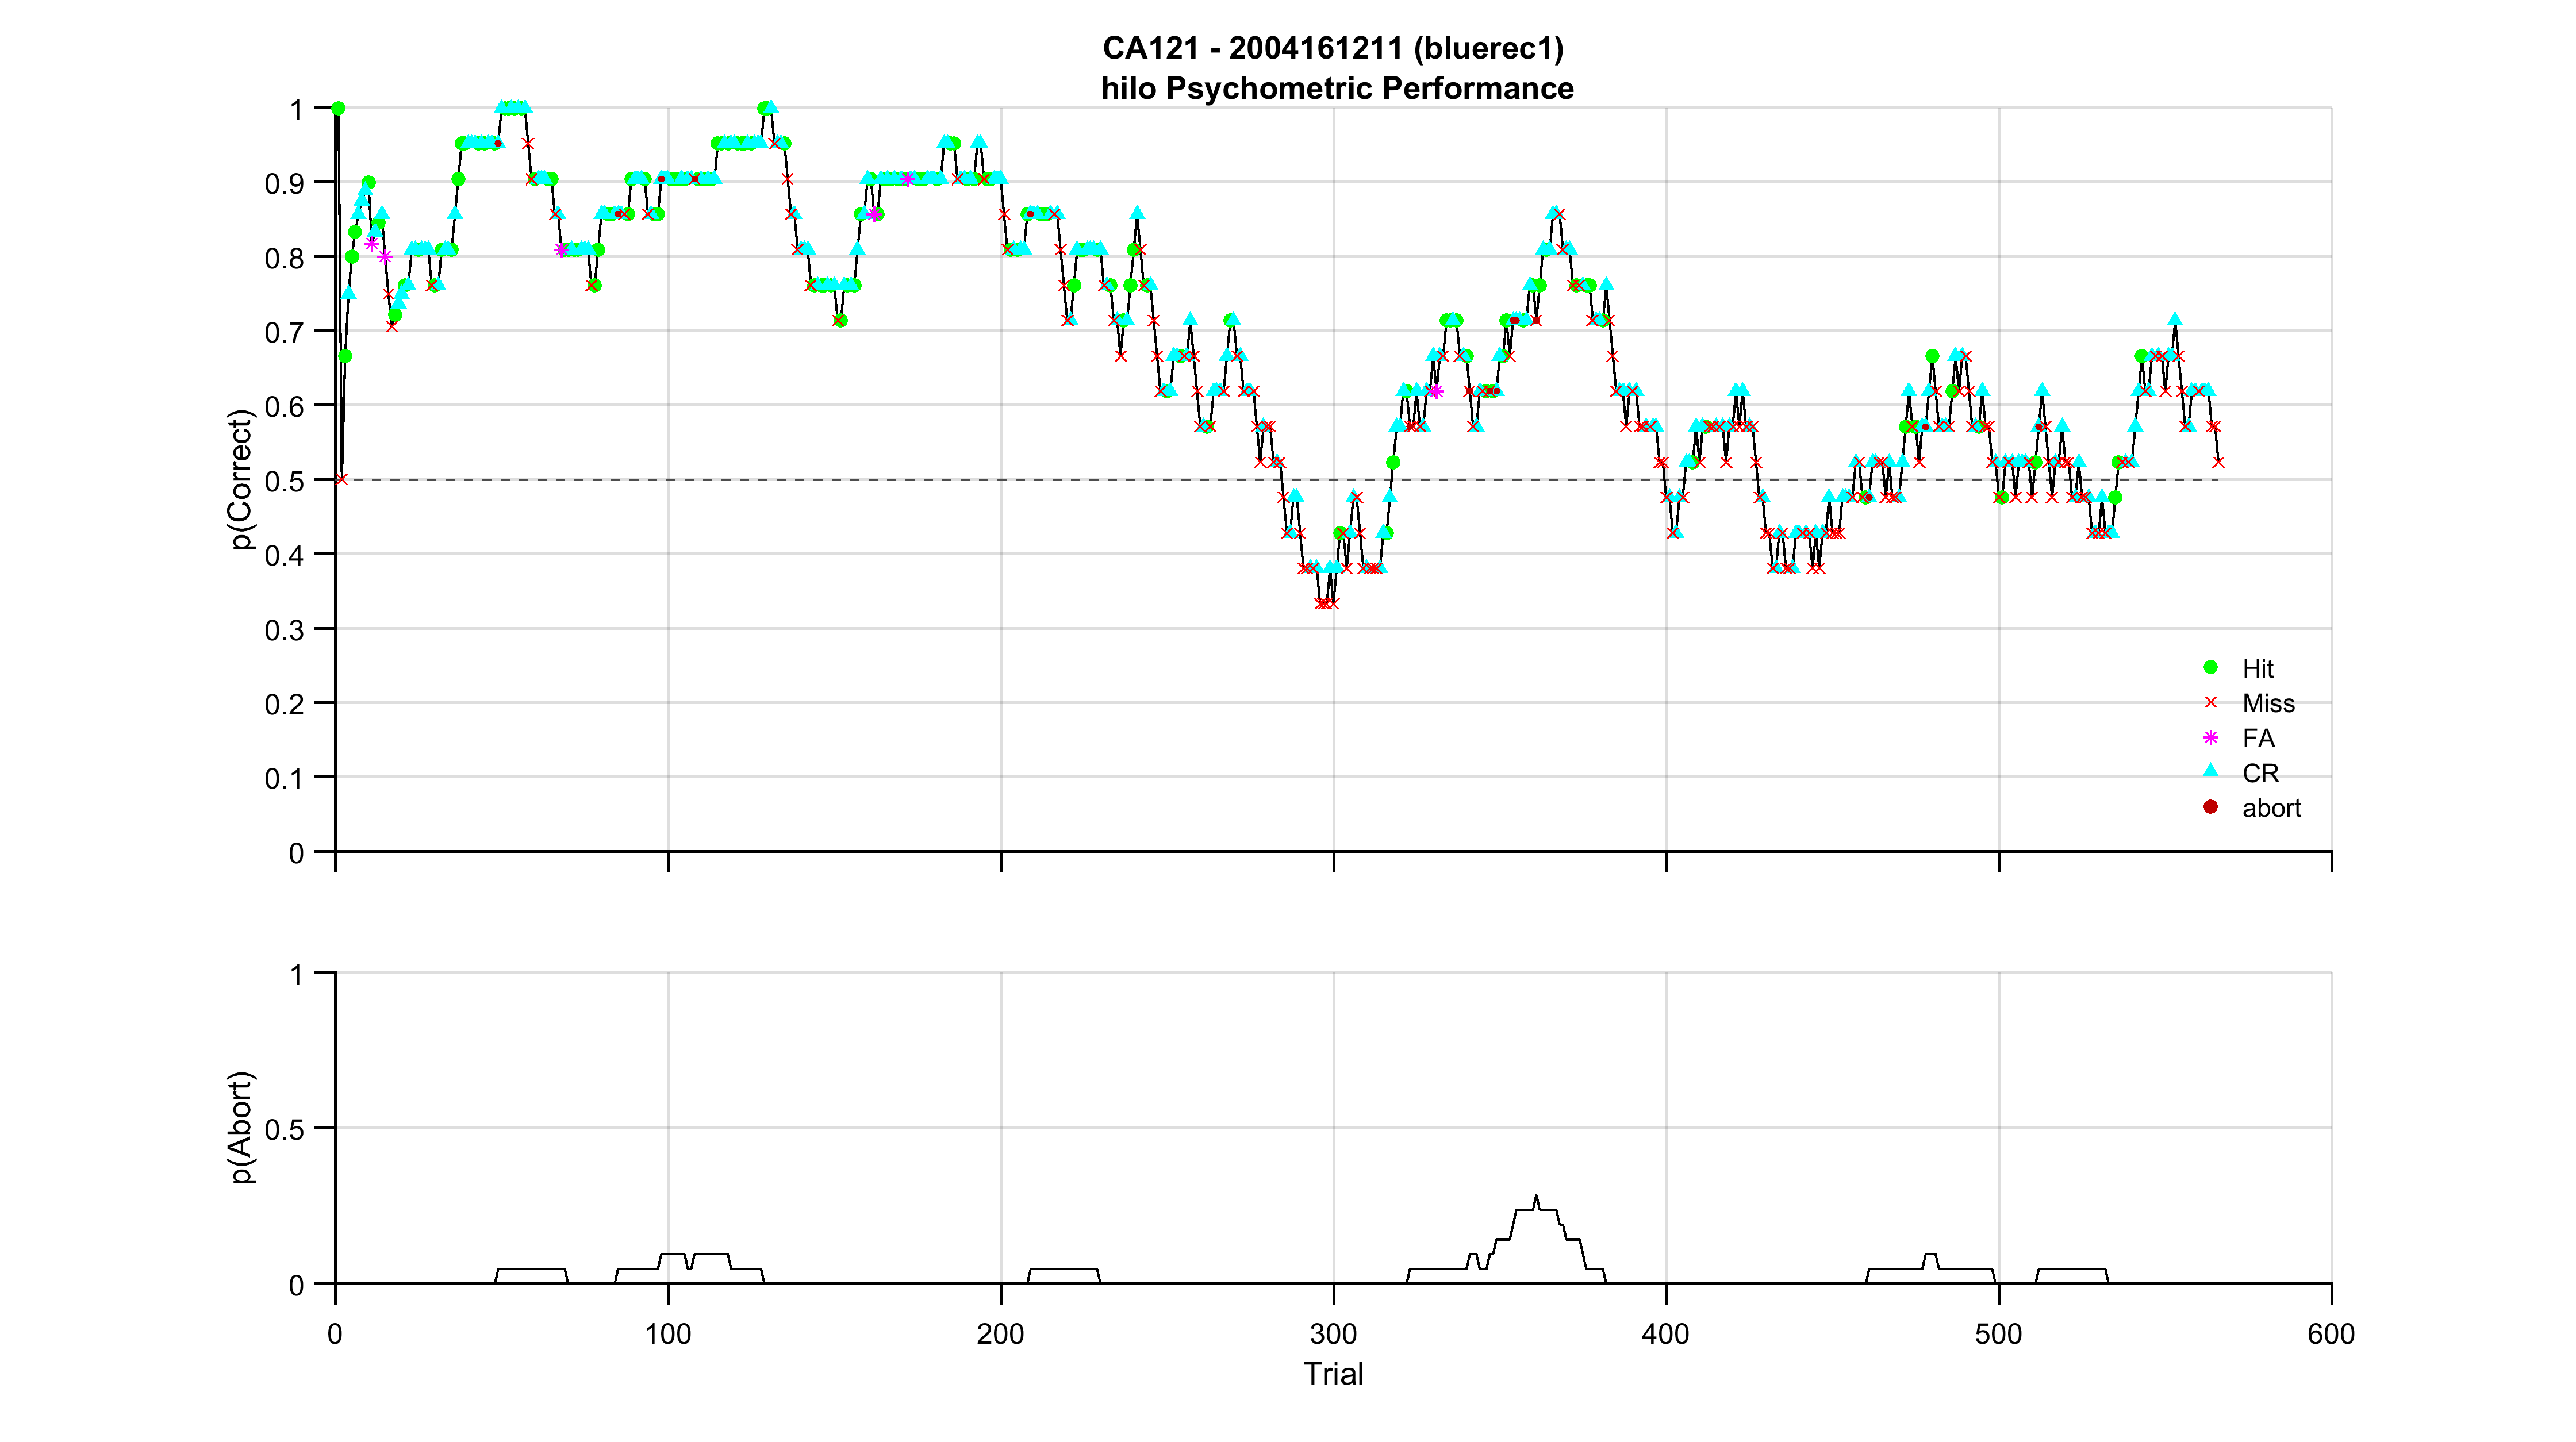 CA121 - 2004161211 (bluerec1)
hilo Psychometric Performance
1
0.9
0.8
0.7
0.6
0.5
0.4
0.3
0.2
0.1
0
p(Correct)
Hit
Miss
FA
CR
abort
1
0.5
0
p(Abort)
0 100 200 300 400 500 600
Trial